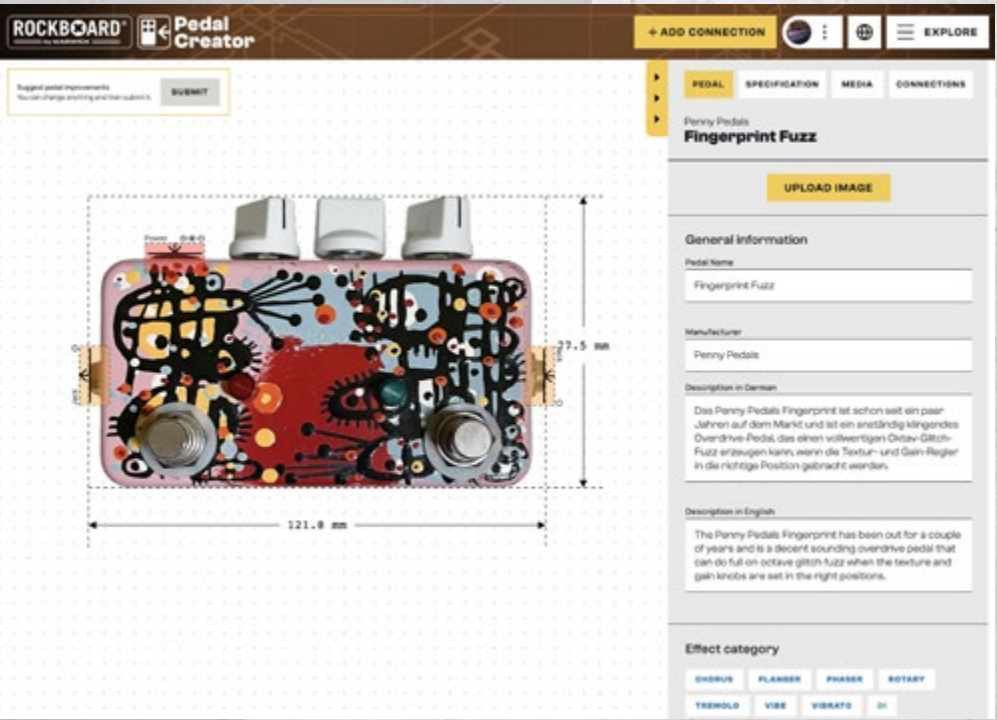 ROCKBOARD
by WARWICK
Pedal
Creator
+ ADD CONNECTION
EXPLORE
Suggest pedal improvements
You can change anything and then submit it.
SUBMIT
PEDAL
SPECIFICATION
MEDIA
CONNECTIONS
Penny Pedals
Fingerprint Fuzz
UPLOAD IMAGE
General information
Pedal Name
Fingerprint Fuzz
Manufacturer
Penny Pedals
Description in German
Das Penny Pedals Fingerprint ist schon seit ein paar
Jahren auf dem Markt und ist ein anständig klingendes
Overdrive-Pedal, das einen vollwertigen Oktav-Glitch-
Fuzz erzeugen kann, wenn die Textur- und Gain-Regler
in die richtige Position gebracht werden.
Description in English
The Penny Pedals Fingerprint has been out for a couple
of years and is a decent sounding overdrive pedal that
can do full on octave glitch fuzz when the texture and
gain knobs are set in the right positions.
Effect category
CHORUS
FLANGER
PHASER
ROTARY
TREMOLO
VIBE
VIBRATO
DI
Power
77.5 mm
121.8 mm